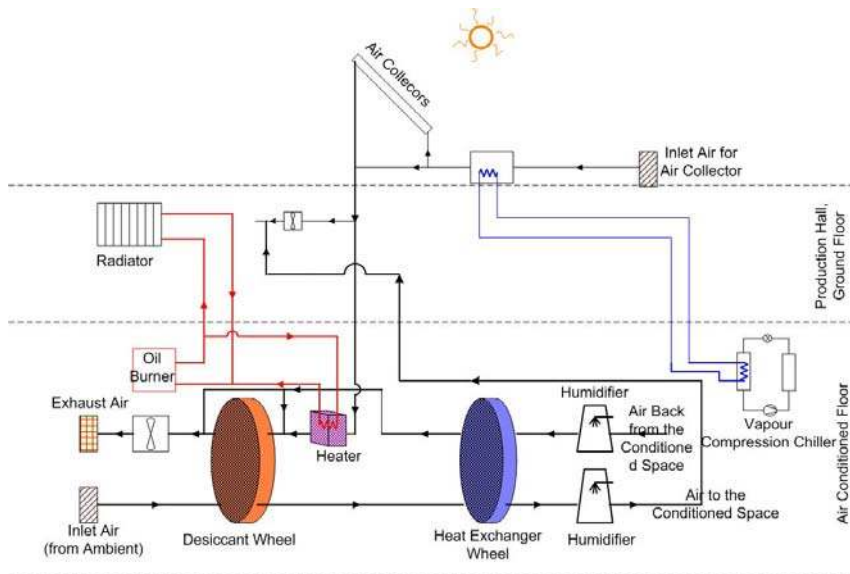 Air Collecors
Inlet Air for
Air Collector
Radiator
Production Hall,
Ground Floor
Oil
Burner
Exhaust Air
Heater
Humidifier
Air Back
from the
Conditione
d Space
Vapour
Compression Chiller
Air to the
Conditioned Space
Inlet Air
(from Ambient)
Desiccant Wheel
Heat Exchanger
Wheel
Humidifier
Air Conditioned Floor